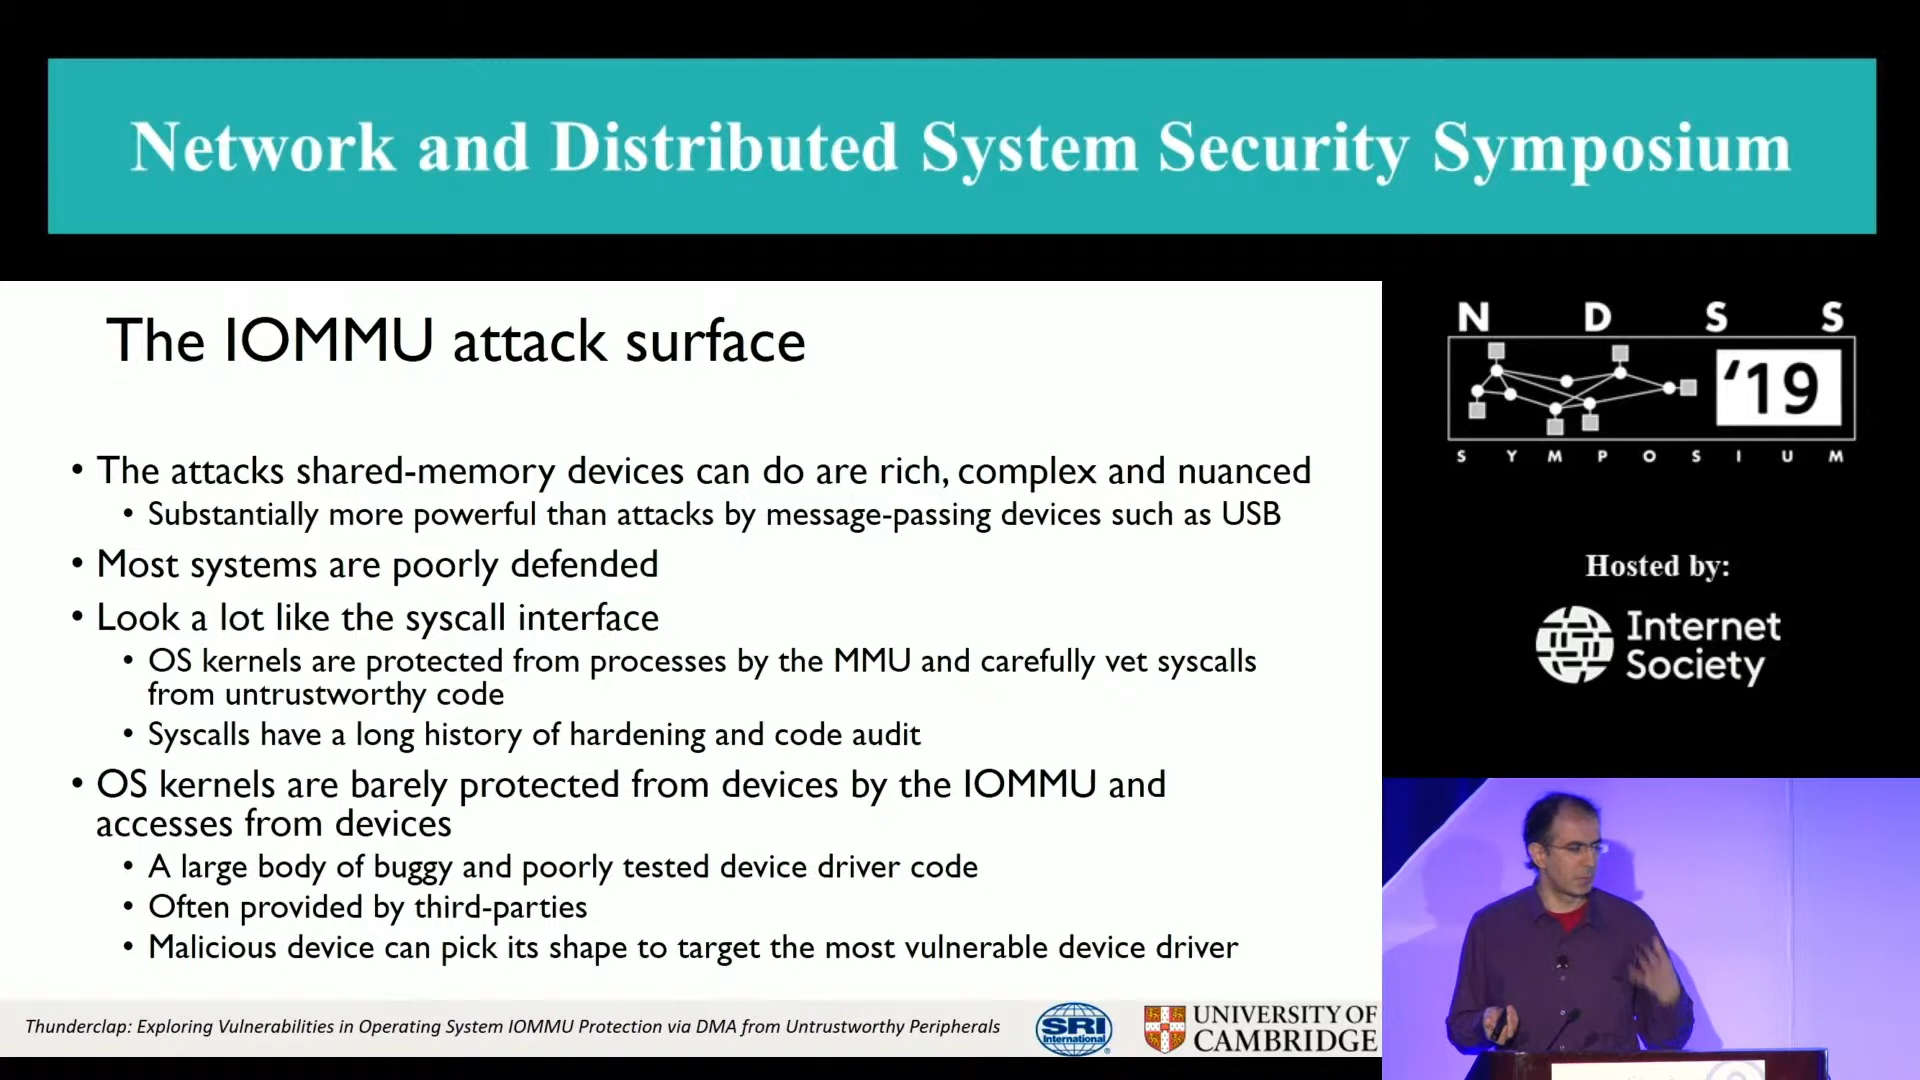 Network and Distributed System Security Symposium
The IOMMU attack surface
• The attacks shared-memory devices can do are rich, complex and nuanced
• Substantially more powerful than attacks by message-passing devices such as USB
• Most systems are poorly defended
• Look a lot like the syscall interface
• OS kernels are protected from processes by the MMU and carefully vet syscalls
from untrustworthy code
• Syscalls have a long history of hardening and code audit
• OS kernels are barely protected from devices by the IOMMU and
accesses from devices
• A large body of buggy and poorly tested device driver code
• Often provided by third-parties
• Malicious device can pick its shape to target the most vulnerable device driver
Thunderclap: Exploring Vulnerabilities in Operating System IOMMU Protection via DMA from Untrustworthy Peripherals
SRI
International
UNIVERSITY OF
CAMBRIDGE
N D S S
'19
S Y M P O S I U M
Hosted by:
Internet
Society